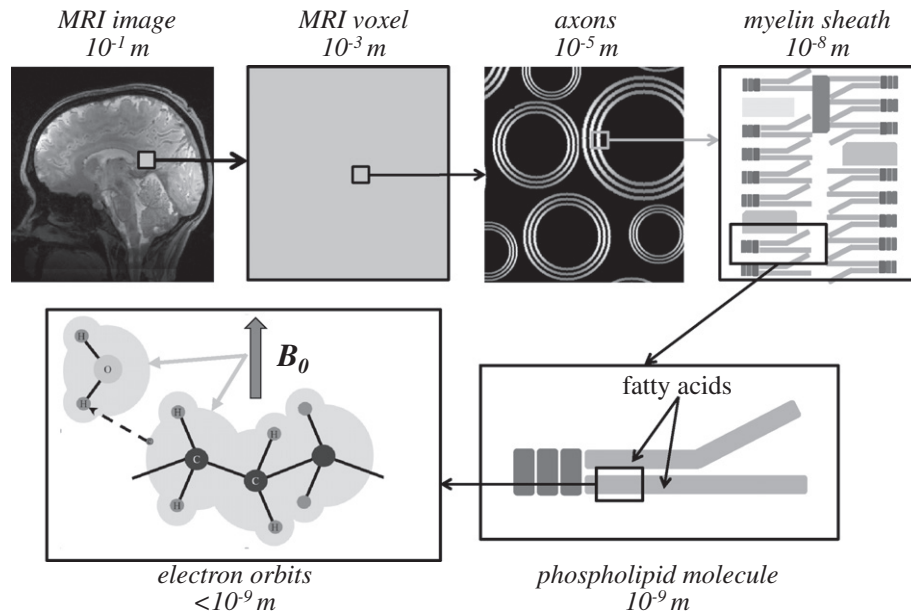 MRI image
10⁻¹ m
MRI voxel
10⁻³ m
axons
10⁻⁵ m
myelin sheath
10⁻⁸ m
H
O
H
B₀
H
H
C
C
H
H
fatty acids
electron orbits
<10⁻⁹ m
phospholipid molecule
10⁻⁹ m